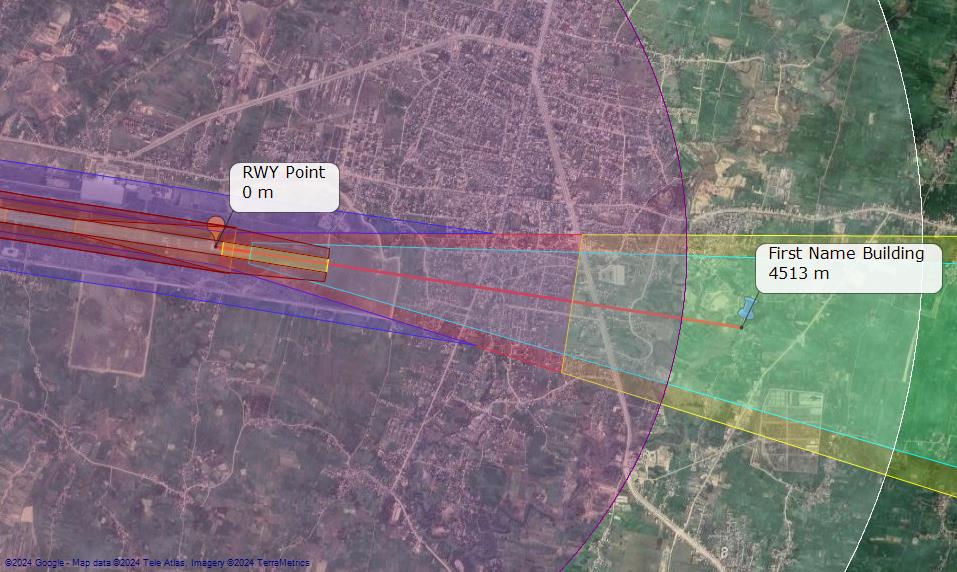 RWY Point
0 m
First Name Building
4513 m
©2024 Google - Map data ©2024 Tele Atlas, Imagery ©2024 TerraMetrics